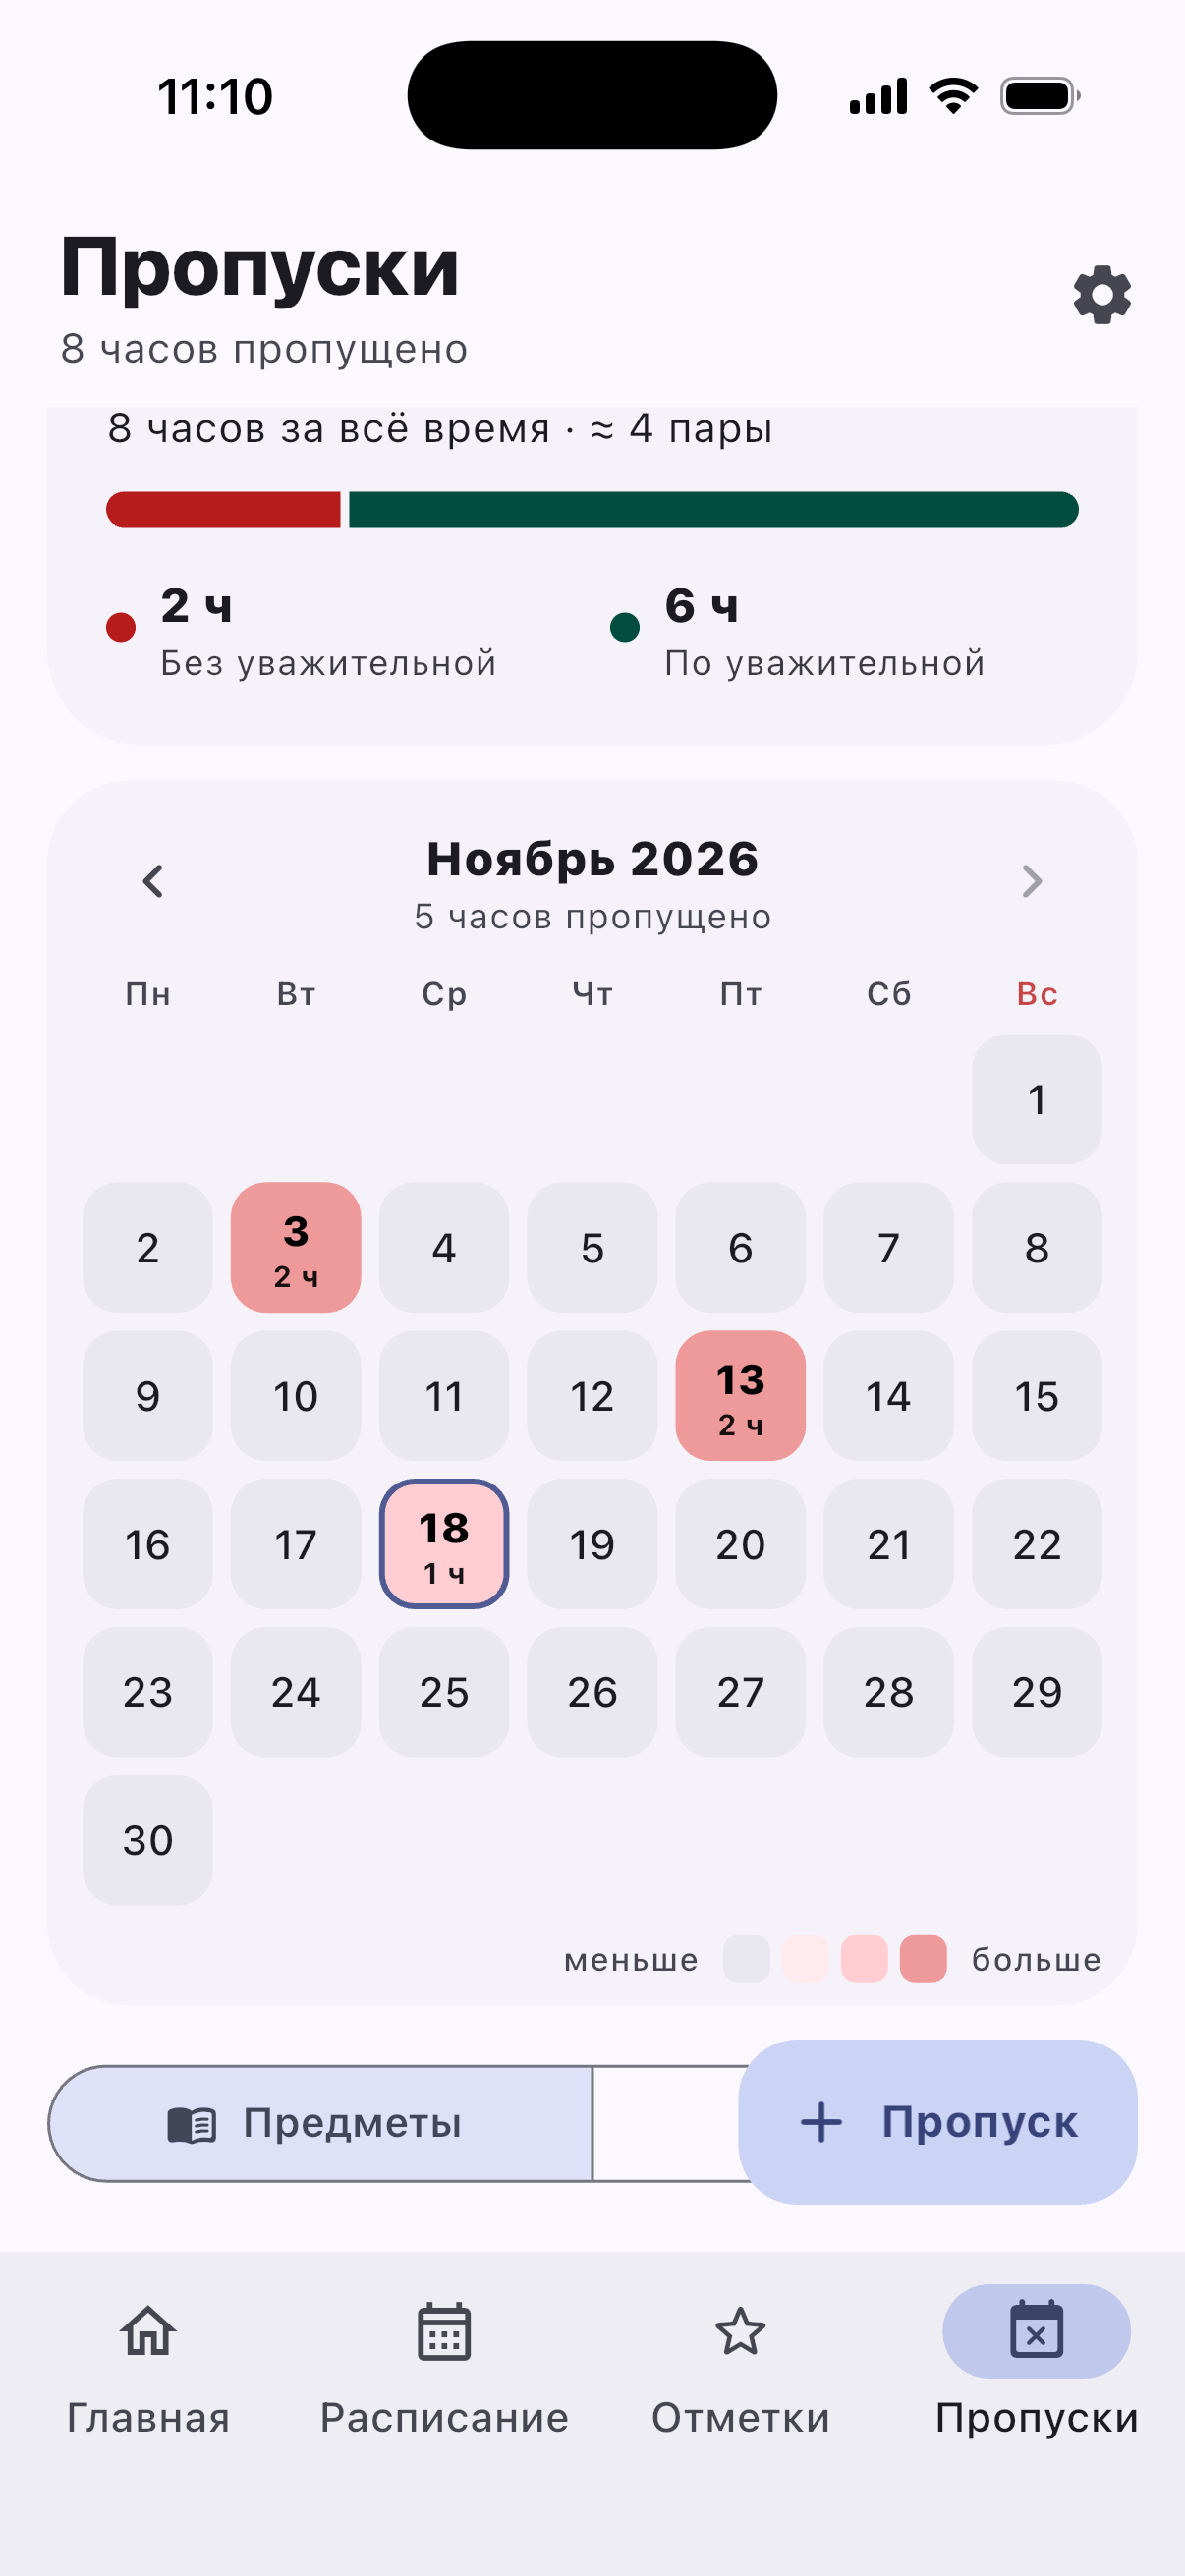 11:10
Пропуски
8 часов пропущено
8 часов за всё время · ≈ 4 пары
2 ч
Без уважительной
6 ч
По уважительной
Ноябрь 2026
5 часов пропущено
Пн Вт Ср Чт Пт Сб Вс
1
2 3 4 5 6 7 8
2 ч
9 10 11 12 13 14 15
2 ч
16 17 18 19 20 21 22
1 ч
23 24 25 26 27 28 29
30
меньше больше
Предметы
+ Пропуск
Главная Расписание Отметки Пропуски